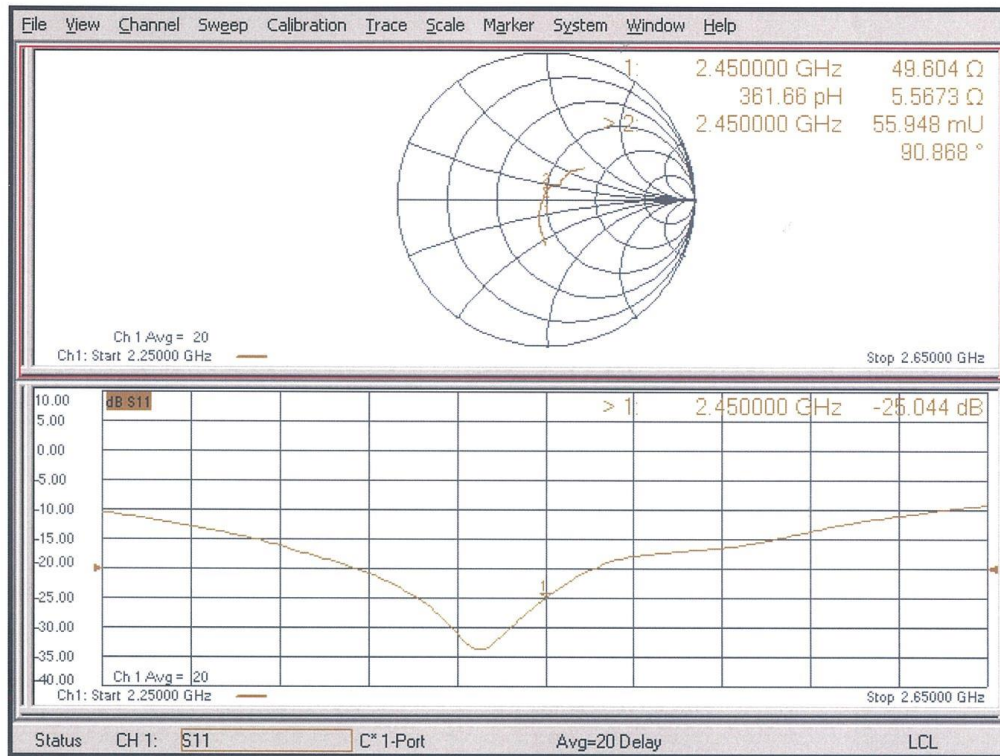 File View Channel Sweep Calibration Trace Scale Marker System Window Help
1: 2.450000 GHz 49.604 Ω
361.66 pH 5.5673 Ω
> 2: 2.450000 GHz 55.948 mU
90.868 °
Ch 1 Avg = 20
Ch1: Start 2.25000 GHz
Stop 2.65000 GHz
dB S11
> 1: 2.450000 GHz -25.044 dB
10.00
5.00
0.00
-5.00
-10.00
-15.00
-20.00
-25.00
-30.00
-35.00
-40.00
1
Ch 1 Avg = 20
Ch1: Start 2.25000 GHz
Stop 2.65000 GHz
Status CH 1: S11 C* 1-Port Avg=20 Delay LCL